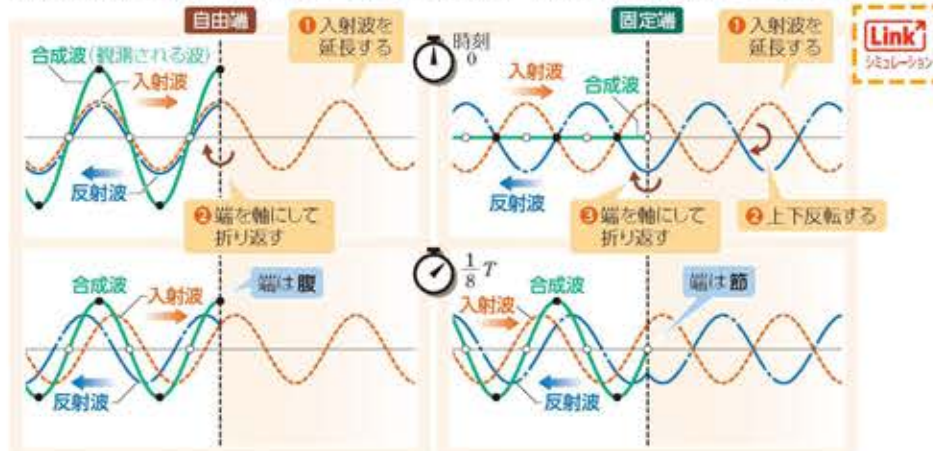 自由端
❶入射波を
延長する
合成波(観測される波)
入射波
反射波
❷端を軸にして
折り返す
時刻
0
固定端
❶入射波を
延長する
入射波
合成波
反射波
❸端を軸にして
折り返す
❷上下反転する
Link
シミュレーション
合成波
入射波
端は腹
反射波
1/8 T
合成波
入射波
端は節
反射波